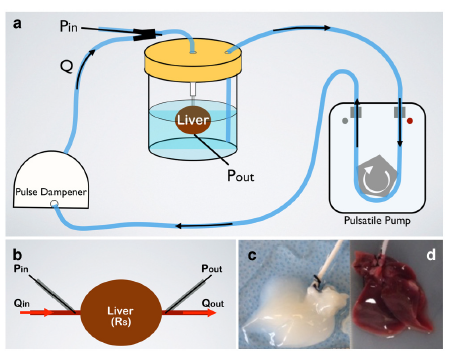 a
Pin
Q
Liver
Pout
Pulse Dampener
Pulsatile Pump
b
Pin
Pout
Qin
Liver
(Rs)
Qout
c
d